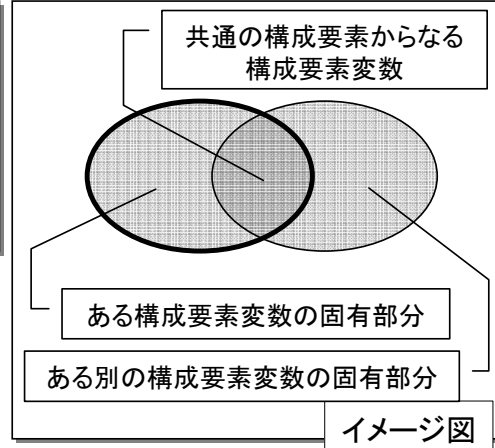 共通の構成要素からなる
構成要素変数
ある構成要素変数の固有部分
ある別の構成要素変数の固有部分
イメージ図